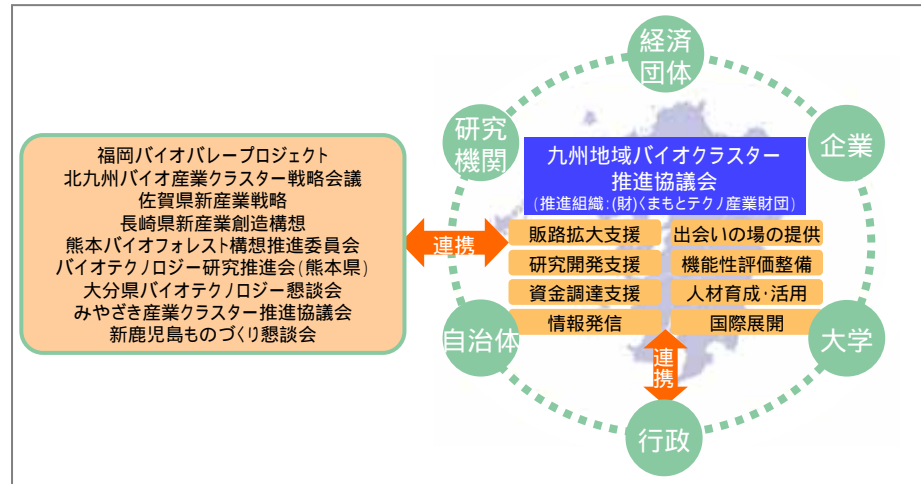 福岡バイオバレープロジェクト
北九州バイオ産業クラスター戦略会議
佐賀県新産業戦略
長崎県新産業創造構想
熊本バイオフォレスト構想推進委員会
バイオテクノロジー研究推進会(熊本県)
大分県バイオテクノロジー懇談会
みやざき産業クラスター推進協議会
新鹿児島ものづくり懇談会
連携
経済
団体
研究
機関
企業
九州地域バイオクラスター
推進協議会
(推進組織:(財)くまもとテクノ産業財団)
販路拡大支援
出会いの場の提供
研究開発支援
機能性評価整備
資金調達支援
人材育成・活用
情報発信
国際展開
自治体
大学
連
携
行政